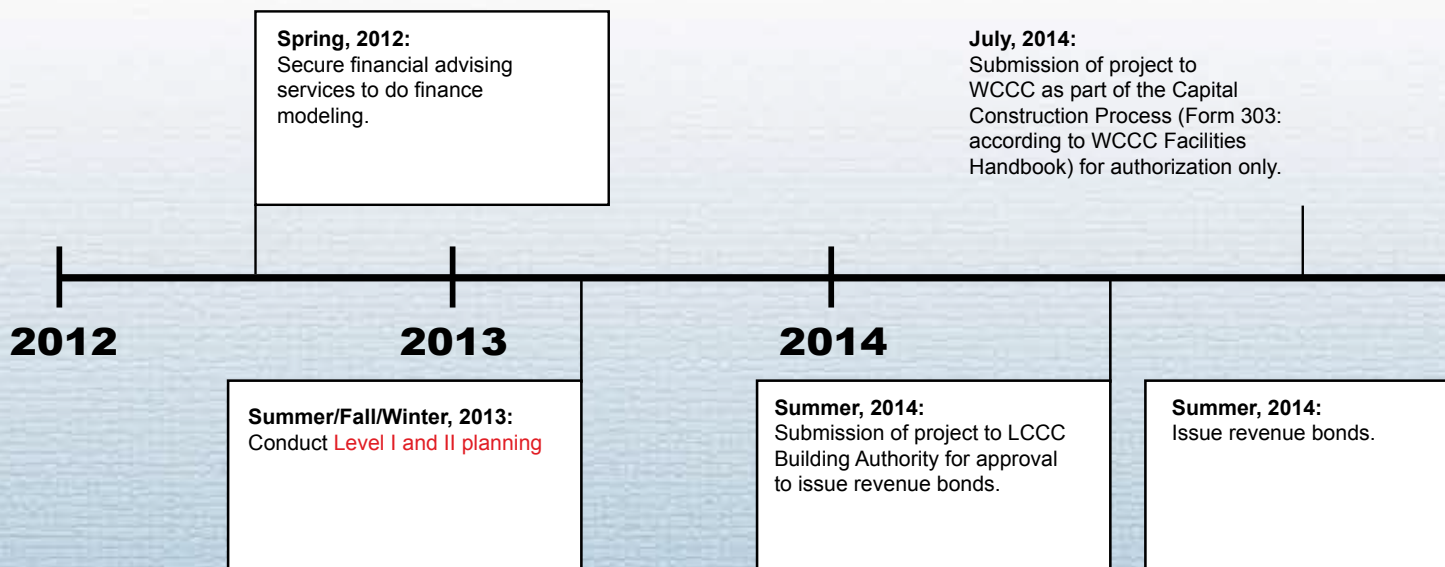 Spring, 2012:
Secure financial advising
services to do finance
modeling.
July, 2014:
Submission of project to
WCCC as part of the Capital
Construction Process (Form 303:
according to WCCC Facilities
Handbook) for authorization only.
2012
2013
2014
Summer/Fall/Winter, 2013:
Conduct Level I and II planning
Summer, 2014:
Submission of project to LCCC
Building Authority for approval
to issue revenue bonds.
Summer, 2014:
Issue revenue bonds.